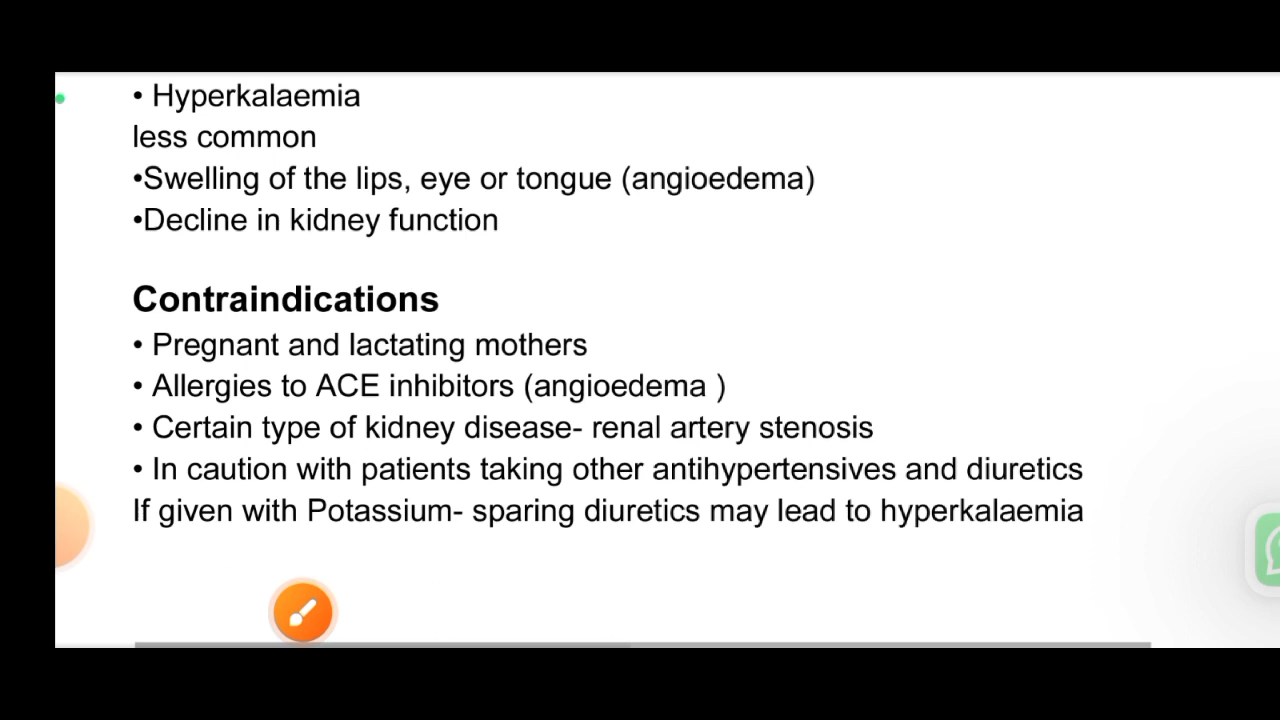 • Hyperkalaemia
less common
•Swelling of the lips, eye or tongue (angioedema)
•Decline in kidney function
Contraindications
• Pregnant and lactating mothers
• Allergies to ACE inhibitors (angioedema )
• Certain type of kidney disease- renal artery stenosis
• In caution with patients taking other antihypertensives and diuretics
If given with Potassium- sparing diuretics may lead to hyperkalaemia